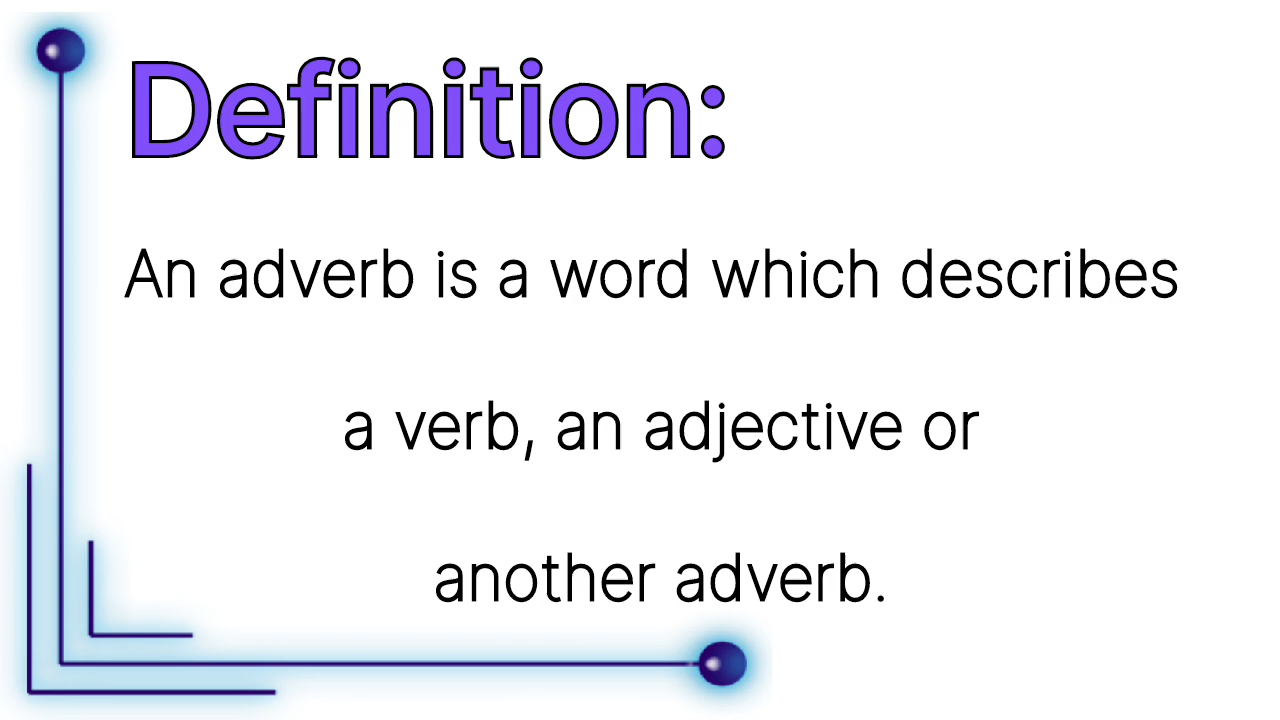 Definition:
An adverb is a word which describes
a verb, an adjective or
another adverb.